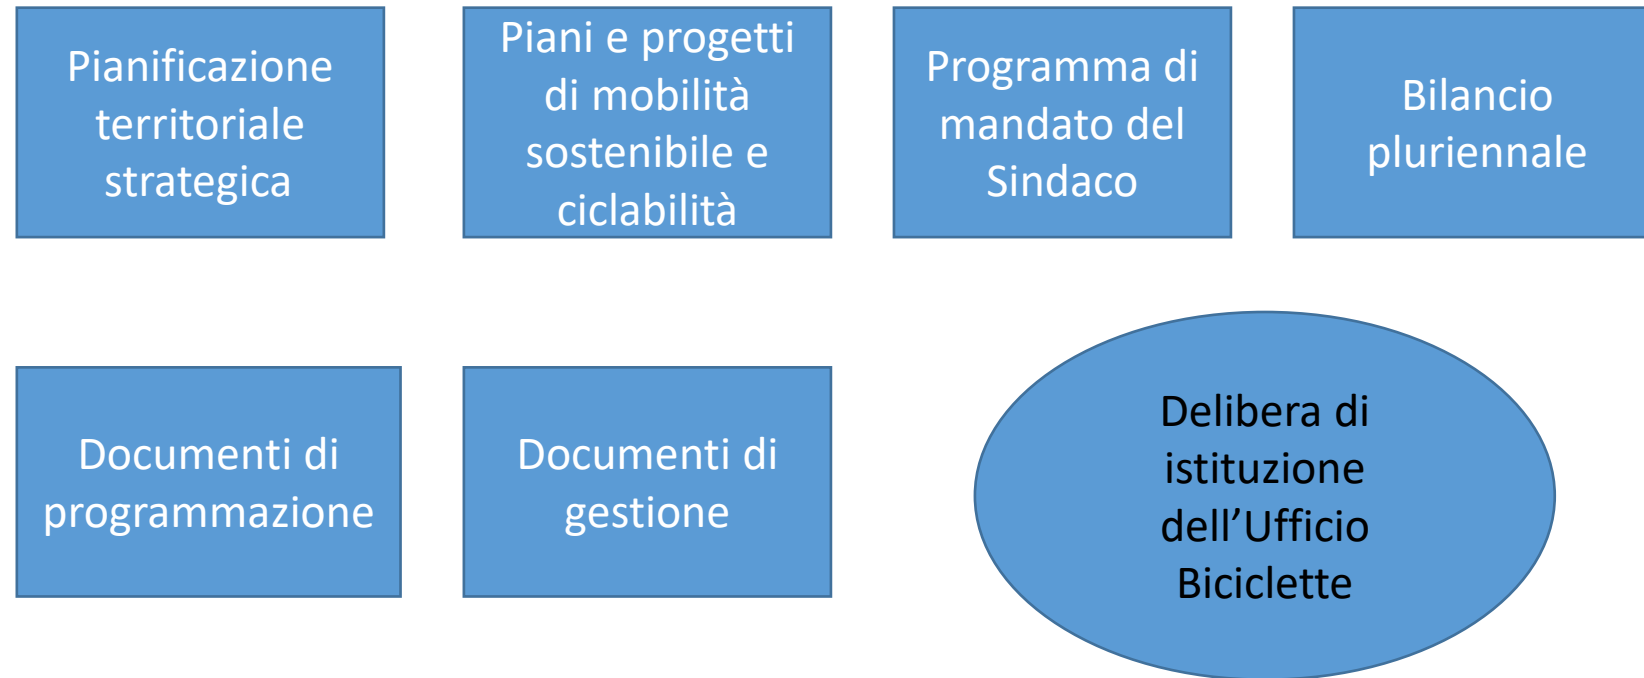 Pianificazione
territoriale
strategica
Piani e progetti
di mobilità
sostenibile e
ciclabilità
Programma di
mandato del
Sindaco
Bilancio
pluriennale
Documenti di
programmazione
Documenti di
gestione
Delibera di
istituzione
dell’Ufficio
Biciclette